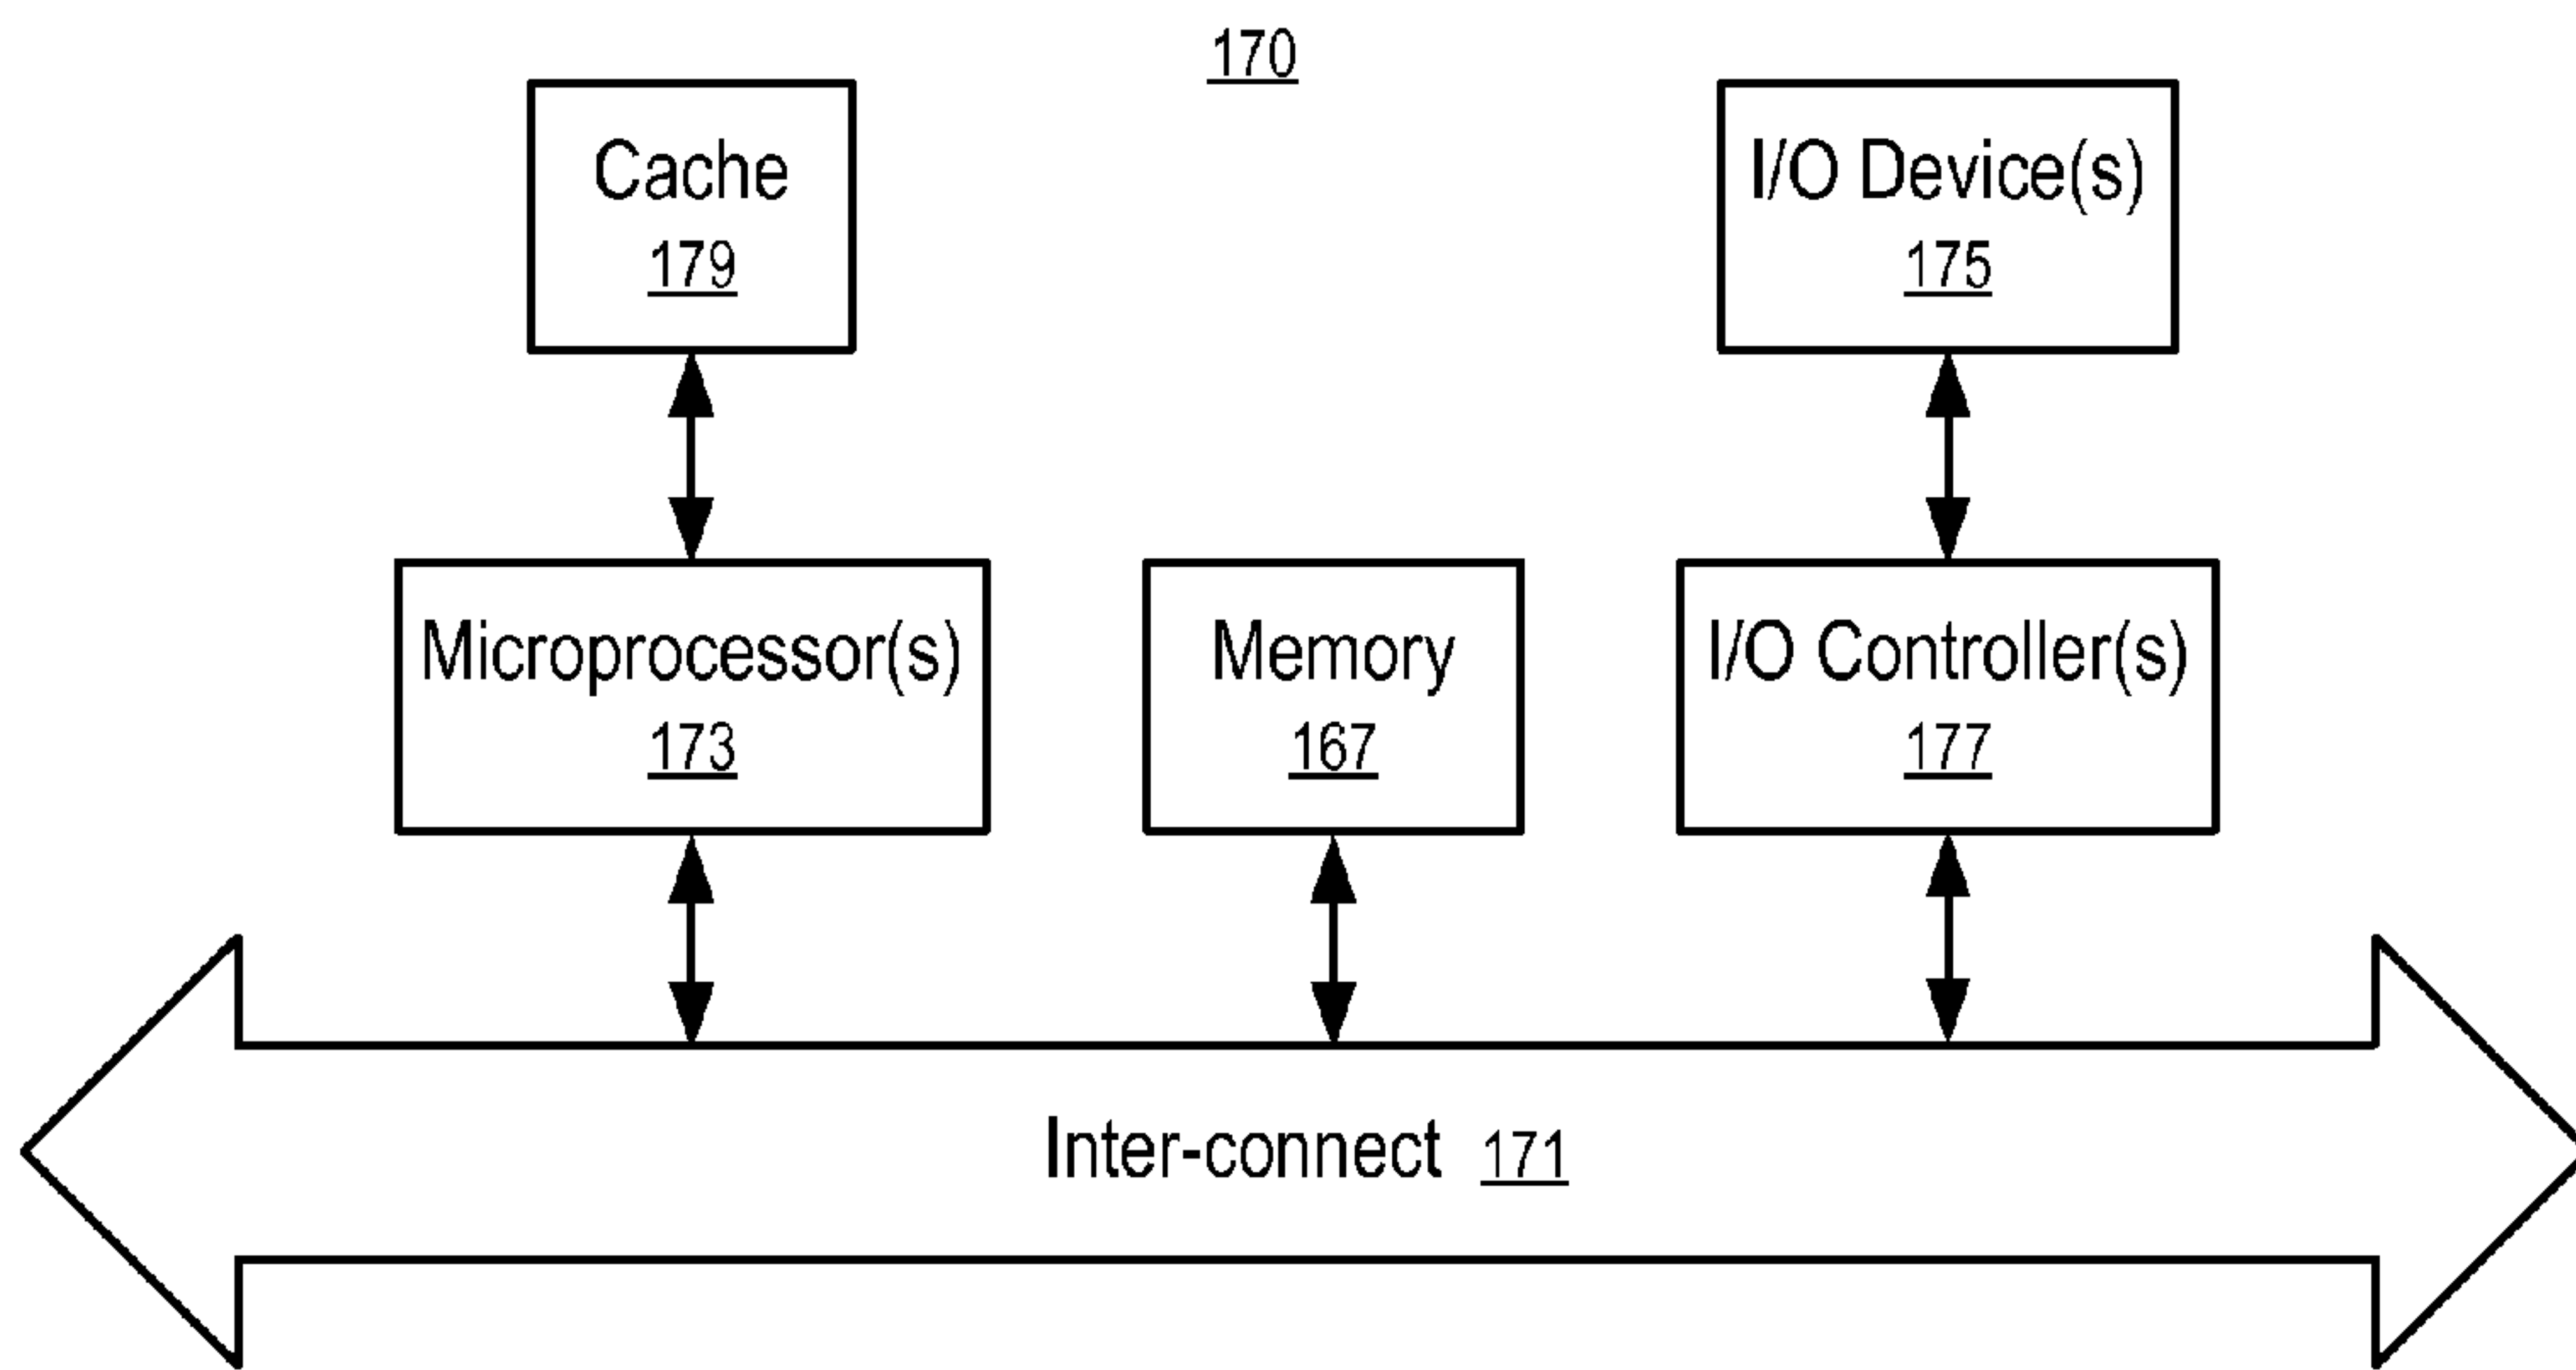 170
Cache
179
I/O Device(s)
175
Microprocessor(s)
173
Memory
167
I/O Controller(s)
177
Inter-connect 171